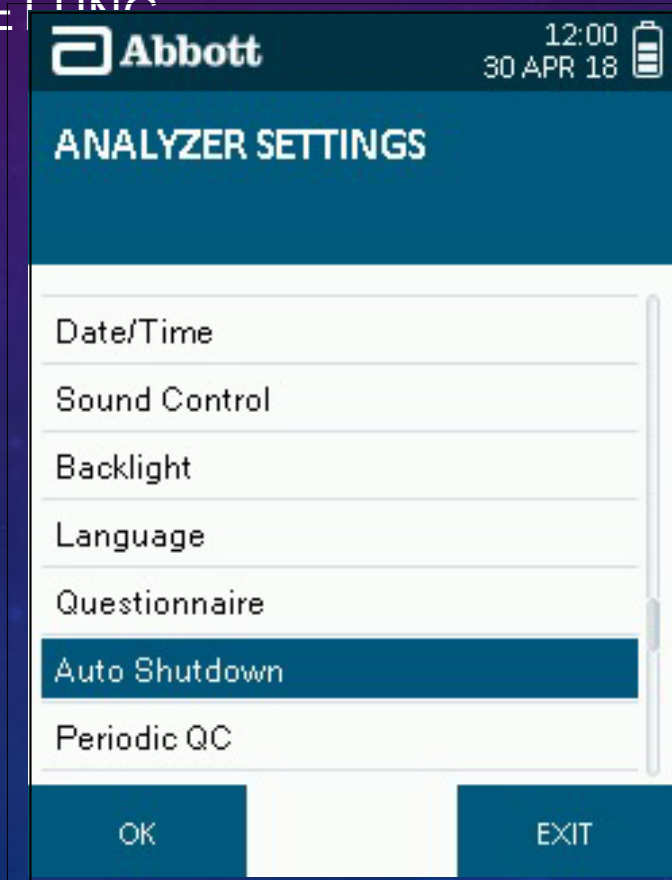 Abbott
12:00
30 APR 18
ANALYZER SETTINGS
Date/Time
Sound Control
Backlight
Language
Questionnaire
Auto Shutdown
Periodic QC
OK
EXIT